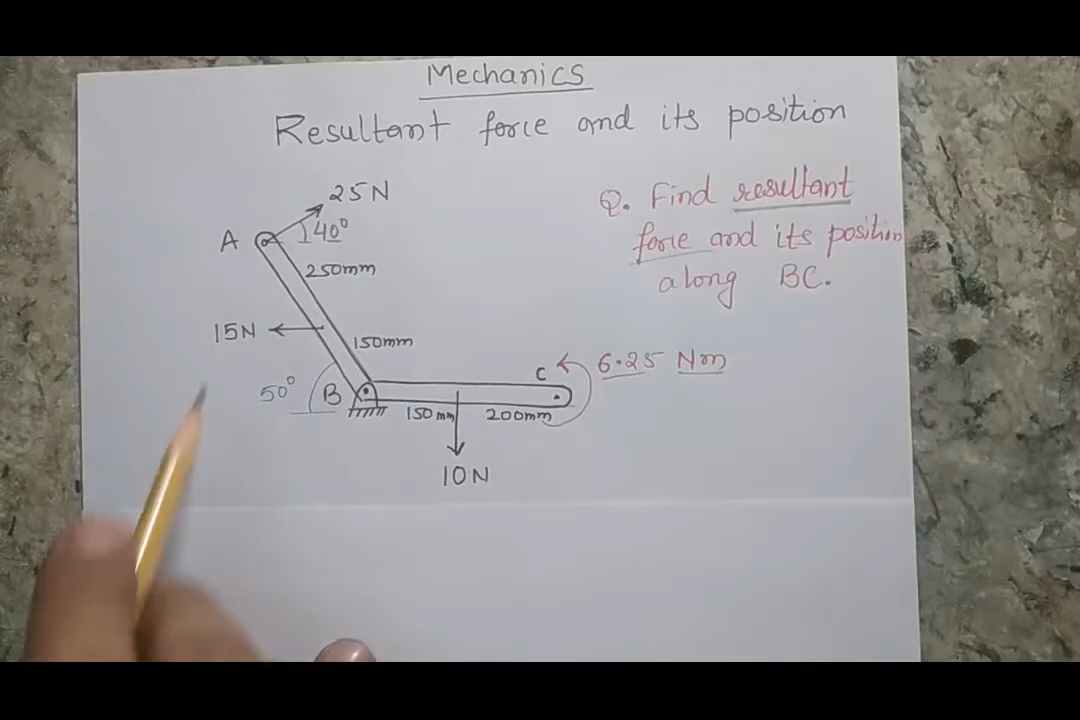 Mechanics
Resultant force and its position
25N
A
40°
250mm
15N
150mm
50°
B
150mm
200mm
C
10N
6.25 Nm
Q. Find resultant
force and its position
along BC.